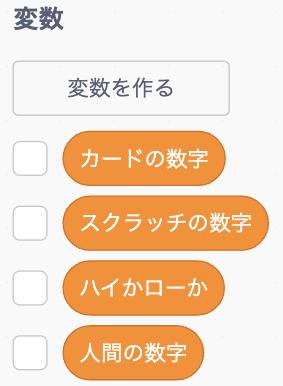 変数
変数を作る
カードの数字
スクラッチの数字
ハイかローか
人間の数字